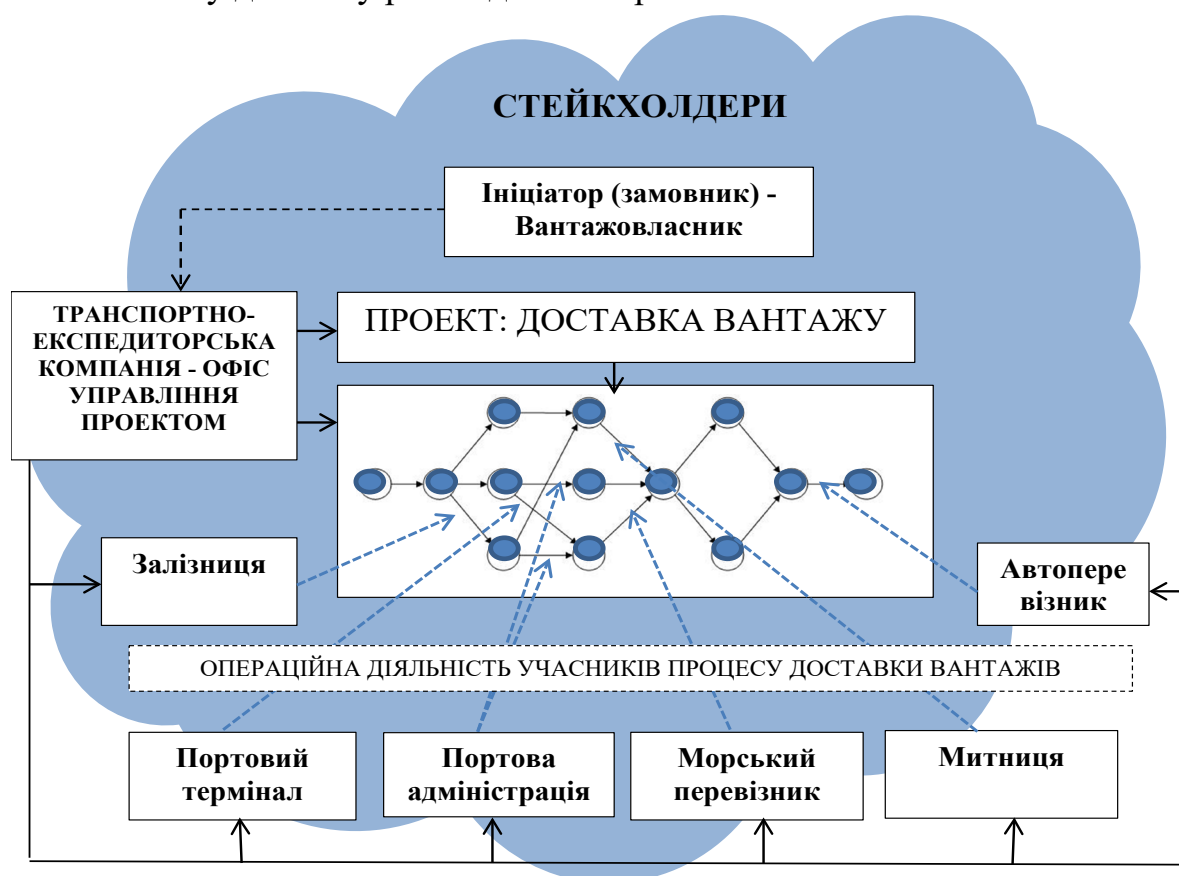 СТЕЙКХОЛДЕРИ
Ініціатор (замовник) -
Вантажовласник
ТРАНСПОРТНО-
ЕКСПЕДИТОРСЬКА
КОМПАНІЯ - ОФІС
УПРАВЛІННЯ
ПРОЕКТОМ
ПРОЕКТ: ДОСТАВКА ВАНТАЖУ
Залізниця
Автопере
візник
ОПЕРАЦІЙНА ДІЯЛЬНІСТЬ УЧАСНИКІВ ПРОЦЕСУ ДОСТАВКИ ВАНТАЖІВ
Портовий
термінал
Портова
адміністрація
Морський
перевізник
Митниця